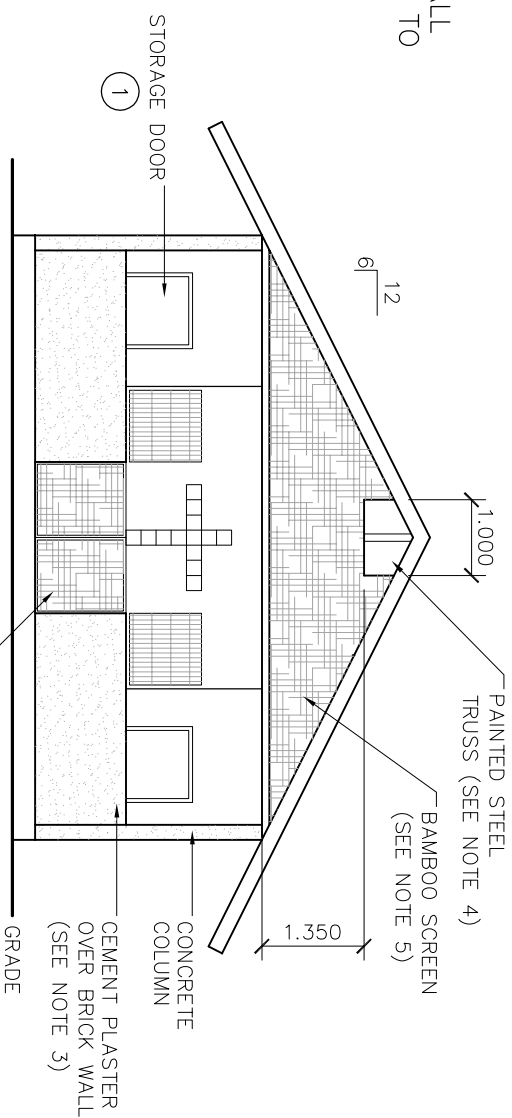 ALL
TO
STORAGE DOOR
1
12
6
1.000
PAINTED STEEL
TRUSS (SEE NOTE 4)
BAMBOO SCREEN
(SEE NOTE 5)
1.350
CONCRETE
COLUMN
CEMENT PLASTER
OVER BRICK WALL
(SEE NOTE 3)
GRADE